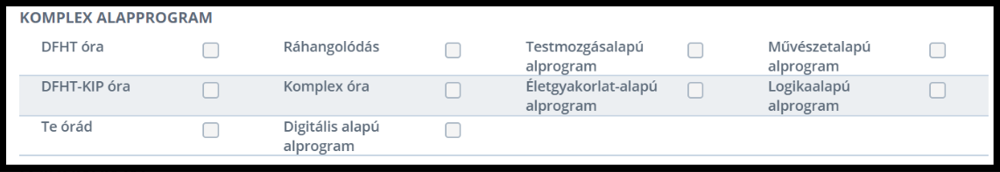 KOMPLEX ALAPPROGRAM
DFHT óra
Ráhangolódás
Testmozgásalapú
alprogram
Művészetalapú
alprogram
DFHT-KIP óra
Komplex óra
Életgyakorlat-alapú
alprogram
Logikaalapú
alprogram
Te órád
Digitális alapú
alprogram